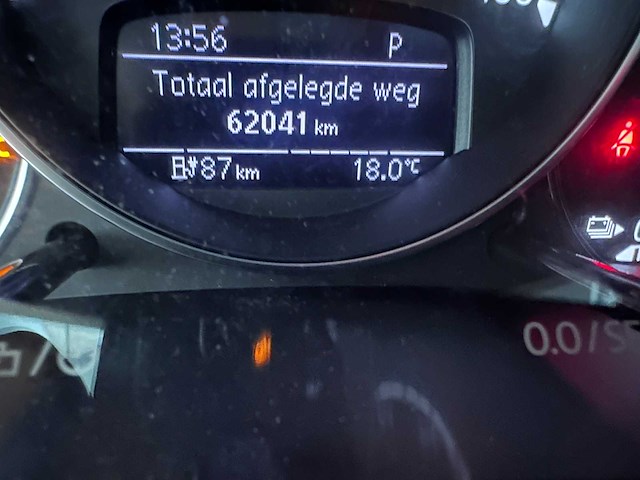 13:56 P
Totaal afgelegde weg
62041 km
87 km 18.0°C
0.0/